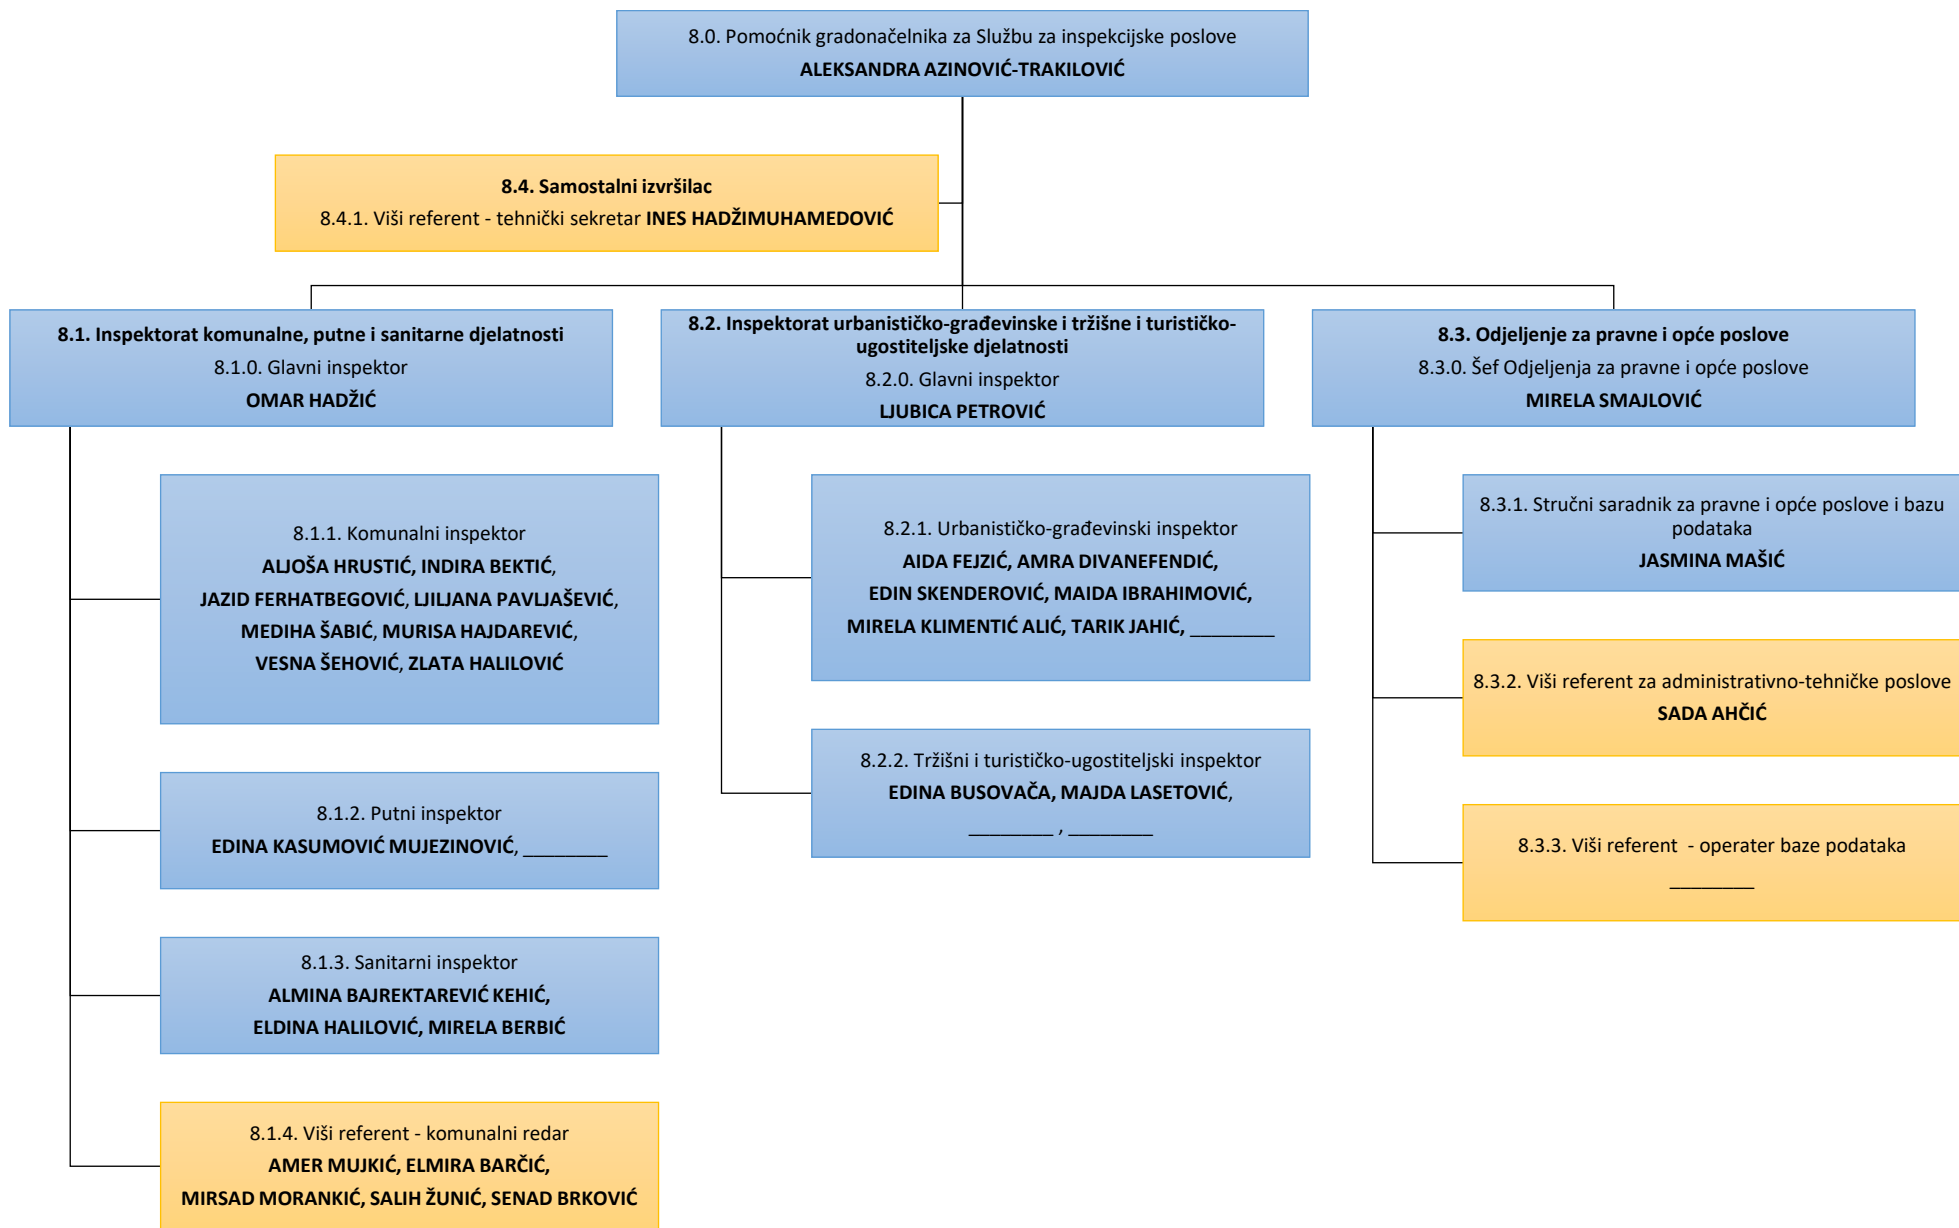 8.0. Pomoćnik gradonačelnika za Službu za inspekcijske poslove
ALEKSANDRA AZINOVIĆ-TRAKILOVIĆ
8.4. Samostalni izvršilac
8.4.1. Viši referent - tehnički sekretar INES HADŽIMUHAMEDOVIĆ
8.1. Inspektorat komunalne, putne i sanitarne djelatnosti
8.1.0. Glavni inspektor
OMAR HADŽIĆ
8.1.1. Komunalni inspektor
ALJOŠA HRUSTIĆ, INDIRA BEKTIĆ,
JAZID FERHATBEGOVIĆ, LJILJANA PAVLJAŠEVIĆ,
MEDIHA ŠABIĆ, MURISA HAJDAREVIĆ,
VESNA ŠEHOVIĆ, ZLATA HALILOVIĆ
8.1.2. Putni inspektor
EDINA KASUMOVIĆ MUJEZINOVIĆ, ________
8.1.3. Sanitarni inspektor
ALMINA BAJREKTAREVIĆ KEHIĆ,
ELDINA HALILOVIĆ, MIRELA BERBIĆ
8.1.4. Viši referent - komunalni redar
AMER MUJKIĆ, ELMIRA BARČIĆ,
MIRSAD MORANKIĆ, SALIH ŽUNIĆ, SENAD BRKOVIĆ
8.2. Inspektorat urbanističko-građevinske i tržišne i turističko-
ugostiteljske djelatnosti
8.2.0. Glavni inspektor
LJUBICA PETROVIĆ
8.2.1. Urbanističko-građevinski inspektor
AIDA FEJZIĆ, AMRA DIVANEFENDIĆ,
EDIN SKENDEROVIĆ, MAIDA IBRAHIMOVIĆ,
MIRELA KLIMENTIĆ ALIĆ, TARIK JAHIĆ, ________
8.2.2. Tržišni i turističko-ugostiteljski inspektor
EDINA BUSOVAČA, MAJDA LASETOVIĆ,
________ , ________
8.3. Odjeljenje za pravne i opće poslove
8.3.0. Šef Odjeljenja za pravne i opće poslove
MIRELA SMAJLOVIĆ
8.3.1. Stručni saradnik za pravne i opće poslove i bazu
podataka
JASMINA MAŠIĆ
8.3.2. Viši referent za administrativno-tehničke poslove
SADA AHČIĆ
8.3.3. Viši referent - operater baze podataka
________